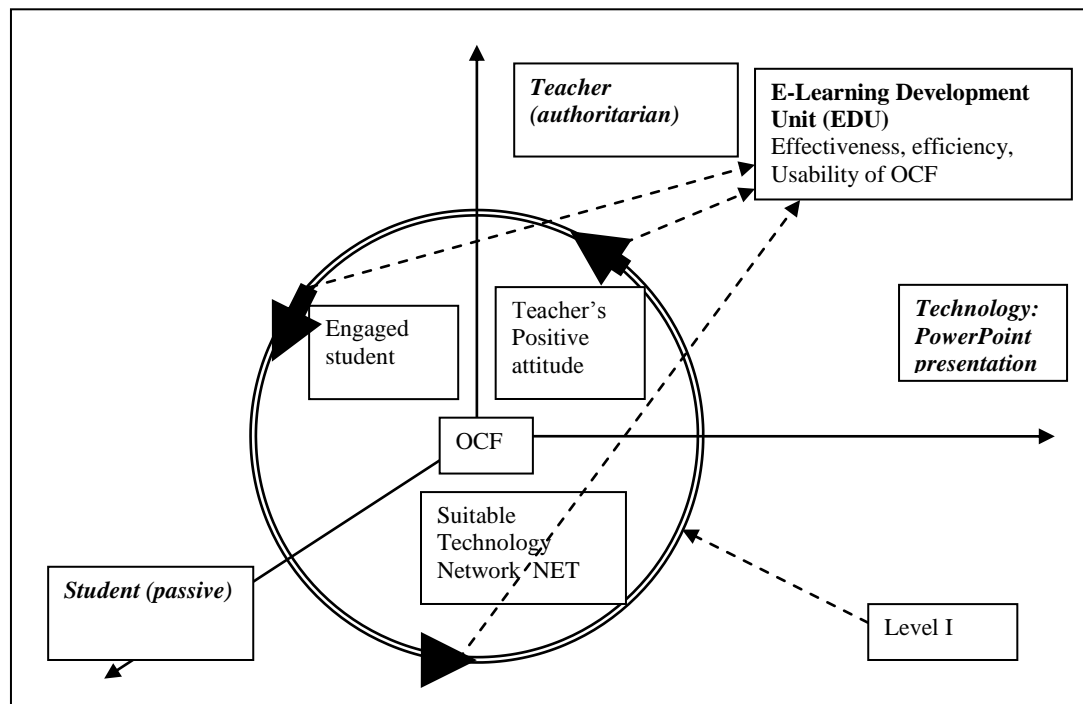 Teacher
(authoritarian)
E-Learning Development
Unit (EDU)
Effectiveness, efficiency,
Usability of OCF
Engaged
student
Teacher’s
Positive
attitude
Technology:
PowerPoint
presentation
OCF
Suitable
Technology
Network NET
Student (passive)
Level I